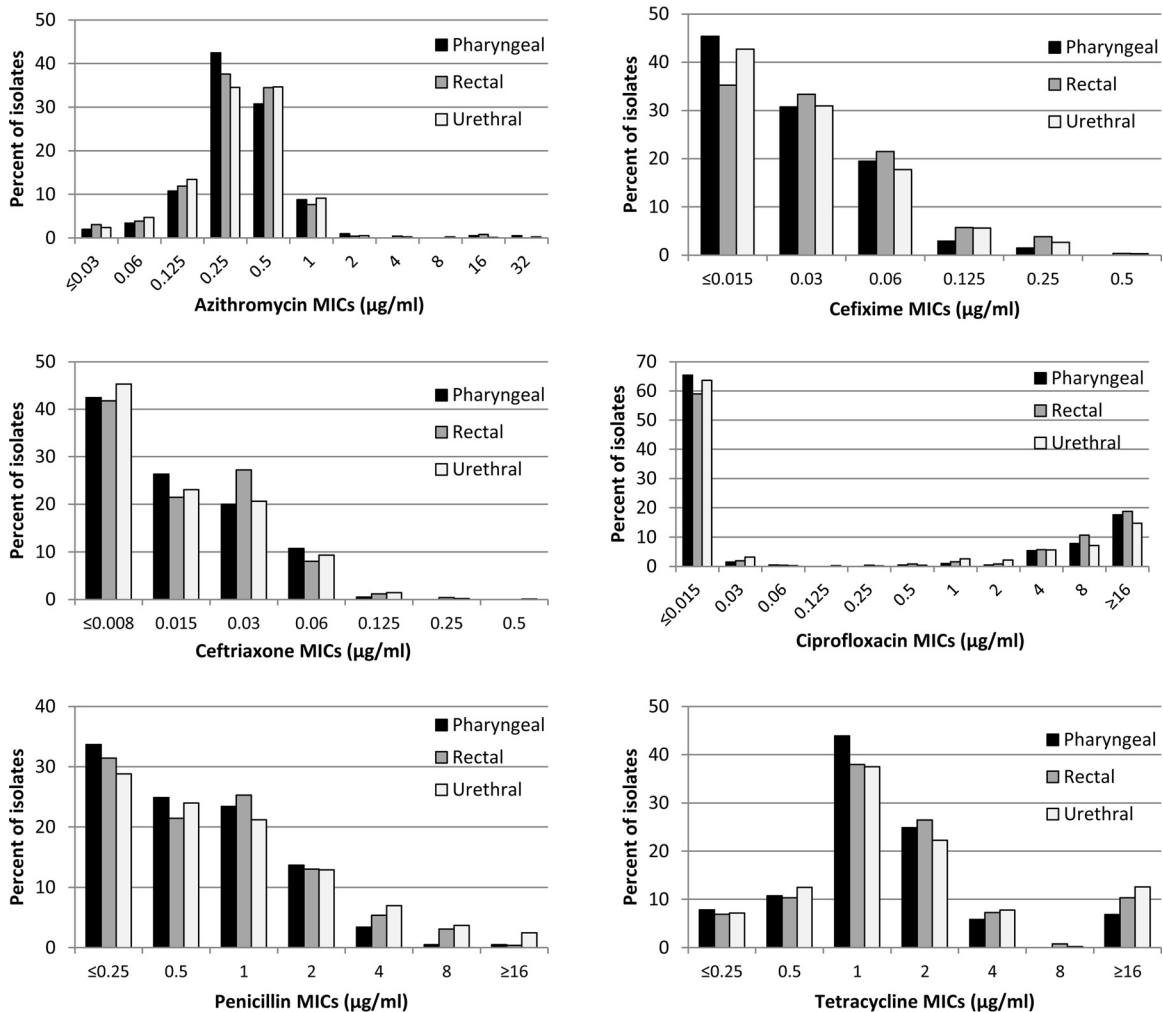 50
40
30
20
10
0
Percent of isolates
Pharyngeal
Rectal
Urethral
≤0.03 0.06 0.125 0.25 0.5 1 2 4 8 16 32
Azithromycin MICs (µg/ml)
50
40
30
20
10
0
Percent of isolates
Pharyngeal
Rectal
Urethral
≤0.015 0.03 0.06 0.125 0.25 0.5
Cefixime MICs (µg/ml)
50
40
30
20
10
0
Percent of isolates
Pharyngeal
Rectal
Urethral
≤0.008 0.015 0.03 0.06 0.125 0.25 0.5
Ceftriaxone MICs (µg/ml)
70
60
50
40
30
20
10
0
Percent of isolates
Pharyngeal
Rectal
Urethral
≤0.015 0.03 0.06 0.125 0.25 0.5 1 2 4 8 ≥16
Ciprofloxacin MICs (µg/ml)
40
30
20
10
0
Percent of isolates
Pharyngeal
Rectal
Urethral
≤0.25 0.5 1 2 4 8 ≥16
Penicillin MICs (µg/ml)
50
40
30
20
10
0
Percent of isolates
Pharyngeal
Rectal
Urethral
≤0.25 0.5 1 2 4 8 ≥16
Tetracycline MICs (µg/ml)